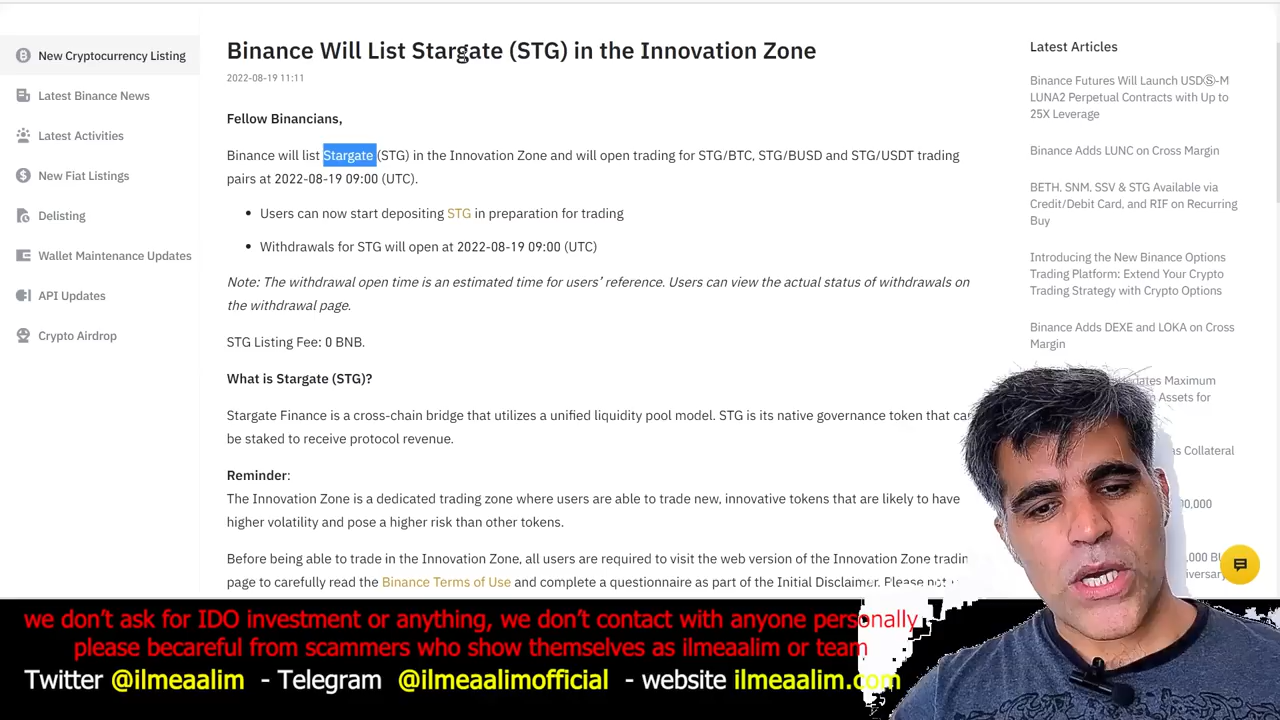 New Cryptocurrency Listing
Latest Binance News
Latest Activities
New Fiat Listings
Delisting
Wallet Maintenance Updates
API Updates
Crypto Airdrop
Binance Will List Stargate (STG) in the Innovation Zone
2022-08-19 11:11
Fellow Binancians,
Binance will list Stargate (STG) in the Innovation Zone and will open trading for STG/BTC, STG/BUSD and STG/USDT trading
pairs at 2022-08-19 09:00 (UTC).
• Users can now start depositing STG in preparation for trading
• Withdrawals for STG will open at 2022-08-19 09:00 (UTC)
Note: The withdrawal open time is an estimated time for users’ reference. Users can view the actual status of withdrawals on
the withdrawal page.
STG Listing Fee: 0 BNB.
What is Stargate (STG)?
Stargate Finance is a cross-chain bridge that utilizes a unified liquidity pool model. STG is its native governance token that can
be staked to receive protocol revenue.
Reminder:
The Innovation Zone is a dedicated trading zone where users are able to trade new, innovative tokens that are likely to have
higher volatility and pose a higher risk than other tokens.
Before being able to trade in the Innovation Zone, all users are required to visit the web version of the Innovation Zone trading
page to carefully read the Binance Terms of Use and complete a questionnaire as part of the Initial Disclaimer. Please
Latest Articles
Binance Futures Will Launch USDⓈ-M
LUNA2 Perpetual Contracts with Up to
25X Leverage
Binance Adds LUNC on Cross Margin
BETH, SNM, SSV & STG Available via
Credit/Debit Card, and RIF on Recurring
Buy
Introducing the New Binance Options
Trading Platform: Extend Your Crypto
Trading Strategy with Crypto Options
Binance Adds DEXE and LOKA on Cross
Margin
Maximum
Assets for
Collateral
we don’t ask for IDO investment or anything, we don’t contact with anyone personally
please becareful from scammers who show themselves as ilmeaalim or team
Twitter @ilmeaalim - Telegram @ilmeaalimofficial - website ilmeaalim.com